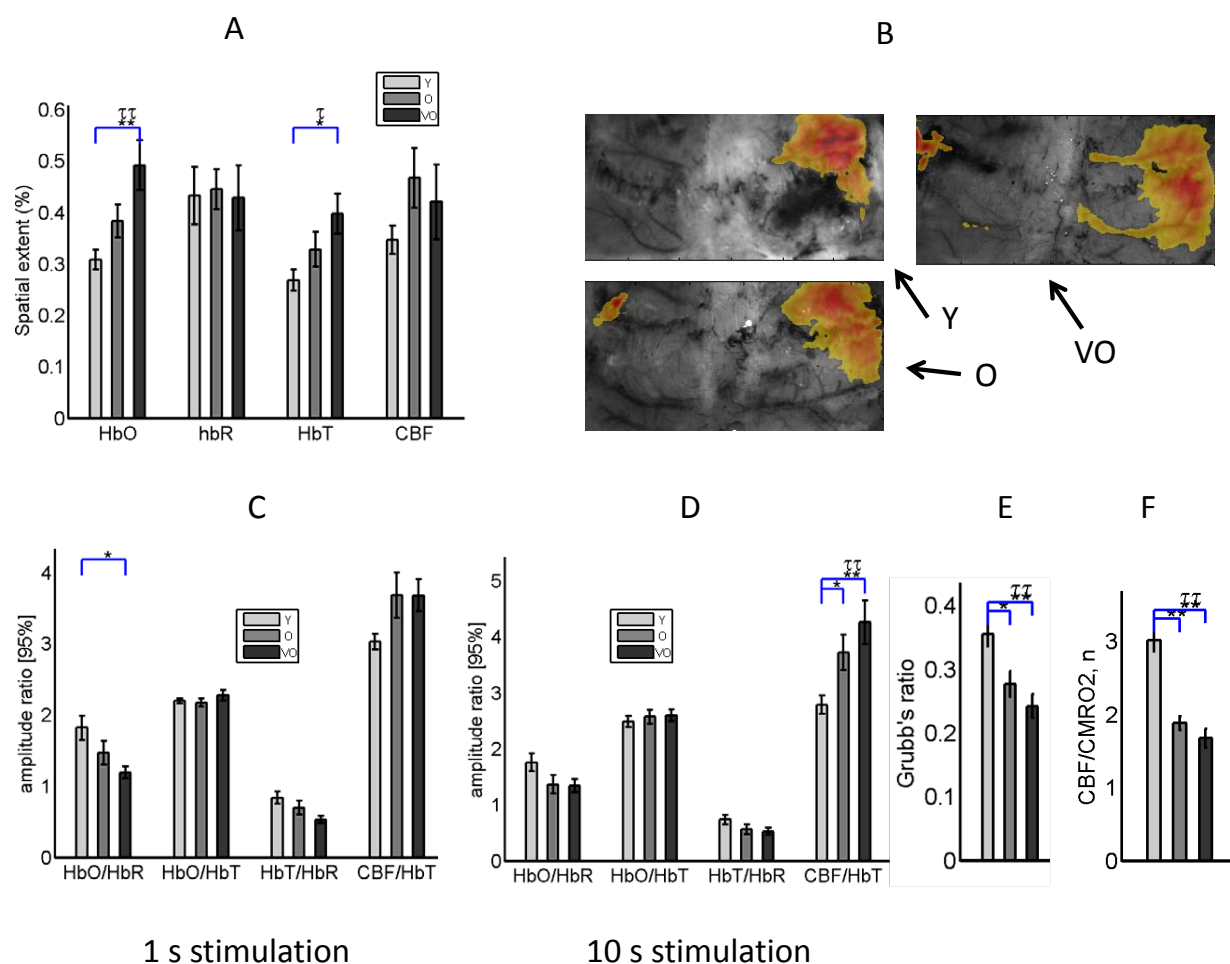 A
B
Y
O
VO
Spatial extent (%)
0.6
0.5
0.4
0.3
0.2
0.1
0
ττ
**
τ
*
HbO
hbR
HbT
CBF
Y
O
VO
C
D
E
F
amplitude ratio [95%]
4
3
2
1
0
*
Y
O
VO
HbO/HbR
HbO/HbT
HbT/HbR
CBF/HbT
1 s stimulation
amplitude ratio [95%]
5
4
3
2
1
0
Y
O
VO
ττ
**
*
HbO/HbR
HbO/HbT
HbT/HbR
CBF/HbT
10 s stimulation
Grubb's ratio
0.4
0.3
0.2
0.1
0
ττ
**
*
CBF/CMRO2, n
3
2
1
0
ττ
**
**